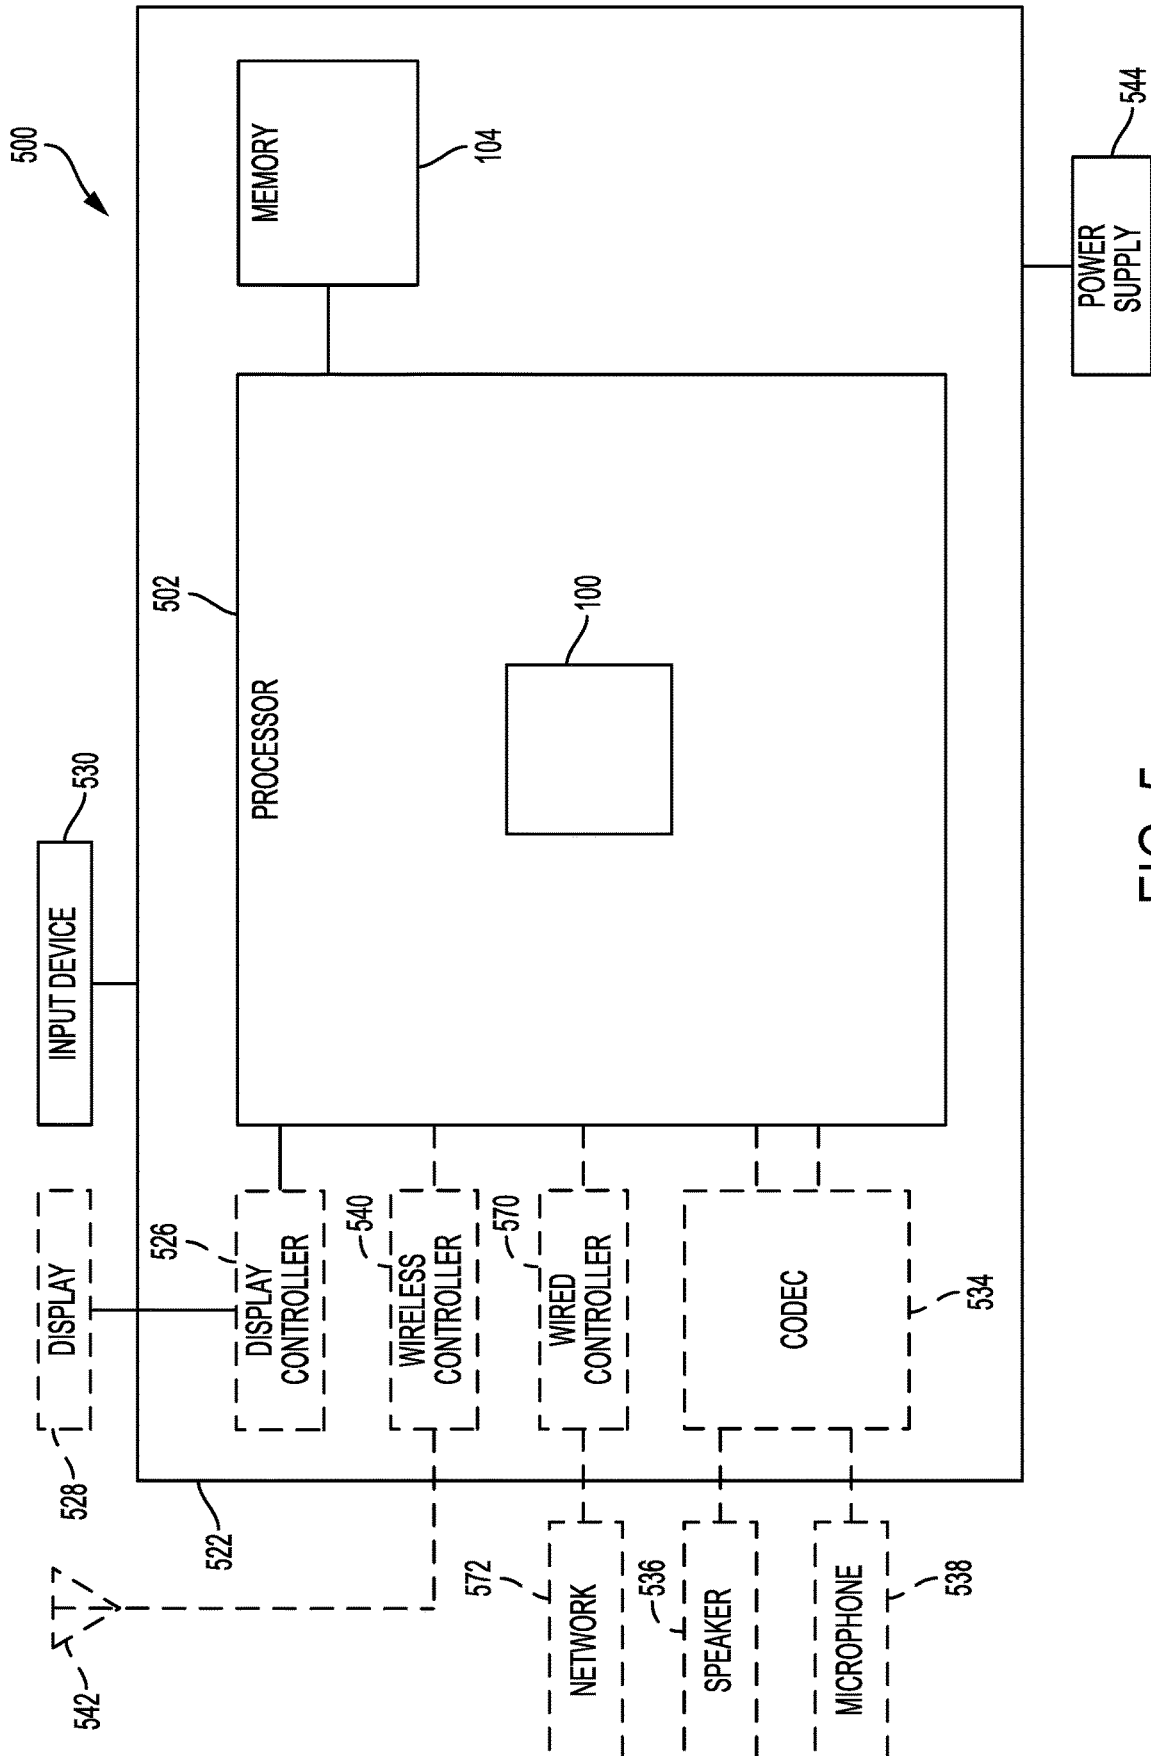 500
542
528
DISPLAY
INPUT DEVICE
530
544
522
526
502
DISPLAY
CONTROLLER
PROCESSOR
MEMORY
540
WIRELESS
CONTROLLER
104
572
570
WIRED
CONTROLLER
NETWORK
100
536
SPEAKER
CODEC
MICROPHONE
538
534
POWER
SUPPLY
FIG. 5